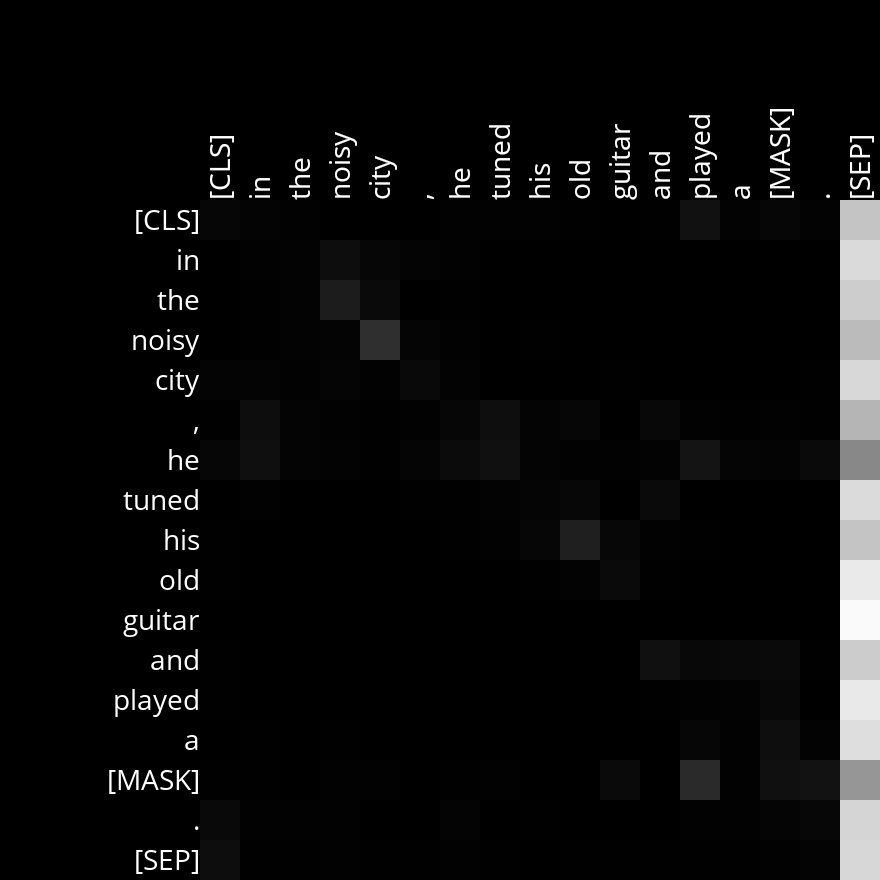 [CLS] in the noisy city , he tuned his old guitar and played a [MASK] . [SEP]
[CLS]
in
the
noisy
city
,
he
tuned
his
old
guitar
and
played
a
[MASK]
.
[SEP]